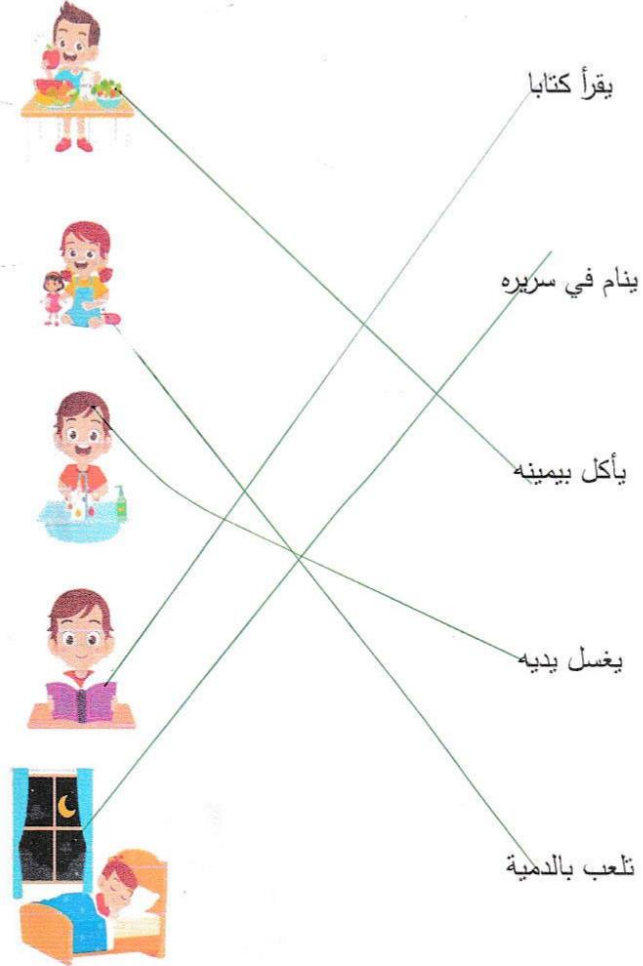 يقرأ كتابا
ينام في سريره
يأكل بيمينه
يغسل يديه
تلعب بالدمية